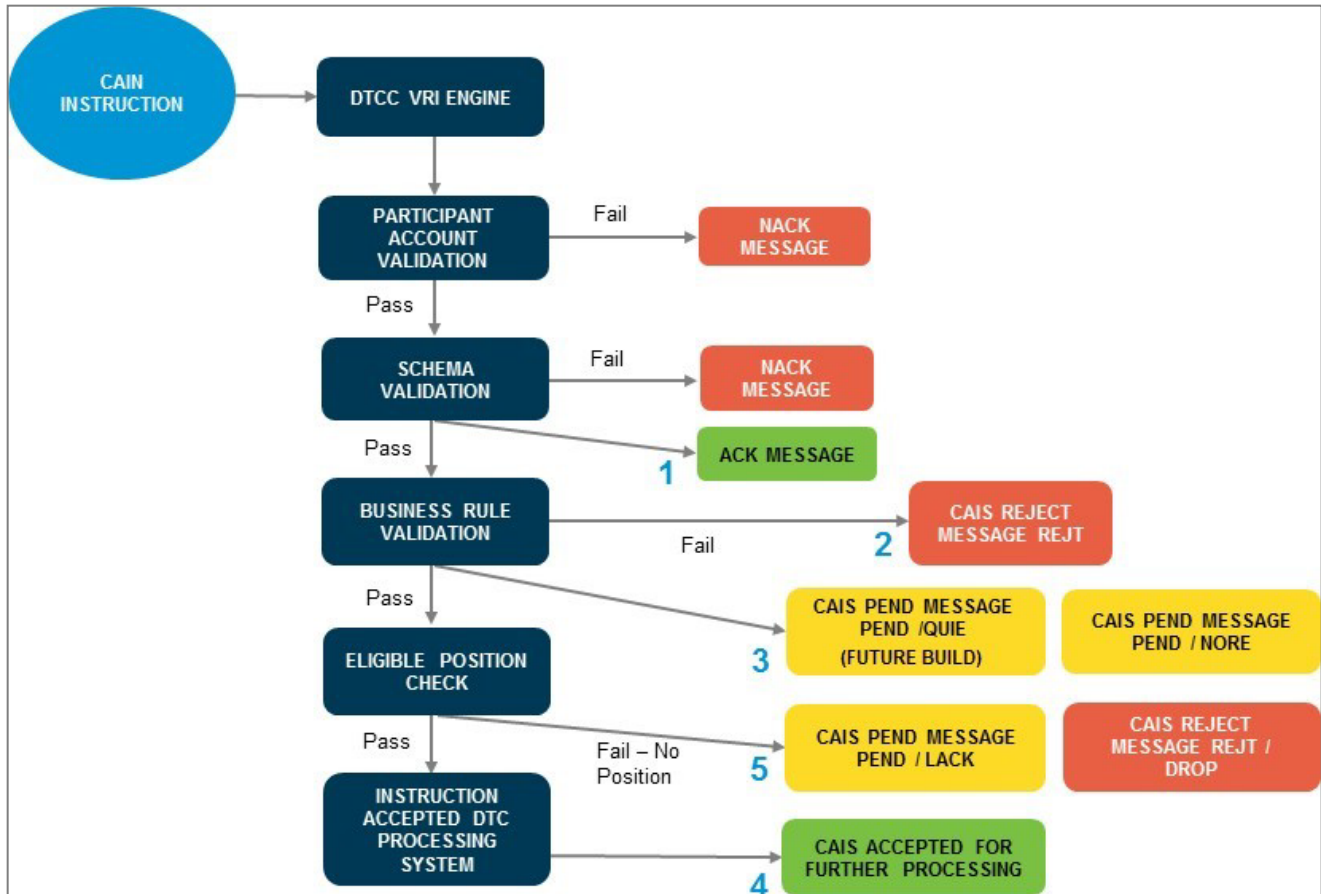 CAIN
INSTRUCTION
DTCC VRI ENGINE
PARTICIPANT
ACCOUNT
VALIDATION
Fail
NACK
MESSAGE
Pass
SCHEMA
VALIDATION
Fail
NACK
MESSAGE
Pass
1
ACK MESSAGE
BUSINESS RULE
VALIDATION
Fail
2
CAIS REJECT
MESSAGE REJT
Pass
3
CAIS PEND MESSAGE
PEND /QUIE
(FUTURE BUILD)
CAIS PEND MESSAGE
PEND / NORE
ELIGIBLE POSITION
CHECK
Pass
Fail – No
Position
5
CAIS PEND MESSAGE
PEND / LACK
CAIS REJECT
MESSAGE REJT /
DROP
INSTRUCTION
ACCEPTED DTC
PROCESSING
SYSTEM
4
CAIS ACCEPTED FOR
FURTHER PROCESSING